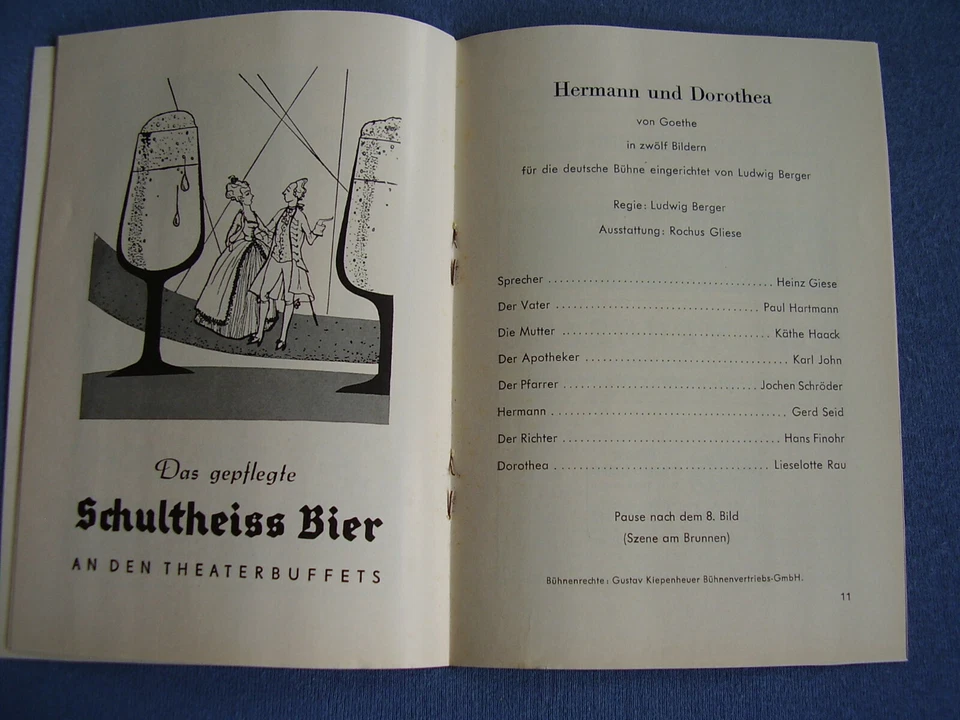 Das gepflegte
Schultheiss Bier
AN DEN THEATERBUFFETS
Hermann und Dorothea
von Goethe
in zwölf Bildern
für die deutsche Bühne eingerichtet von Ludwig Berger
Regie: Ludwig Berger
Ausstattung: Rochus Gliese
Sprecher ........................................ Heinz Giese
Der Vater ..................................... Paul Hartmann
Die Mutter ..................................... Käthe Haack
Der Apotheker ..................................... Karl John
Der Pfarrer .................................. Jochen Schröder
Hermann ........................................... Gerd Seid
Der Richter ........................................ Hans Finohr
Dorothea ....................................... Lieselotte Rau
Pause nach dem 8. Bild
(Szene am Brunnen)
Bühnenrechte: Gustav Kiepenheuer Bühnenvertriebs-GmbH.
11